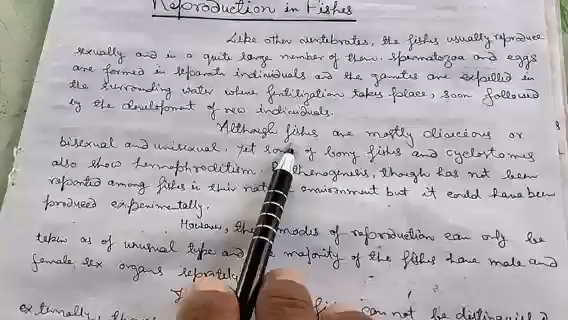 Reproduction in Fishes
Like other vertebrates, the fishes usually reproduce
sexually and in a quite large number of them, spermatozoa and eggs
are formed in separate individuals and the gametes are expelled in
the surrounding water where fertilization takes place, soon followed
by the development of new individuals.
Although fishes are mostly dioecious or
bisexual and unisexual, yet some of bony fishes and cyclostomes
also show hermaphroditism. though has not been
reported among fishes in their environment but it could have been
produced experimentally.
However, these modes of reproduction can only be
taken as of unusual type and majority of the fishes have male and
female sex organs separately
externally, cannot be distinguished